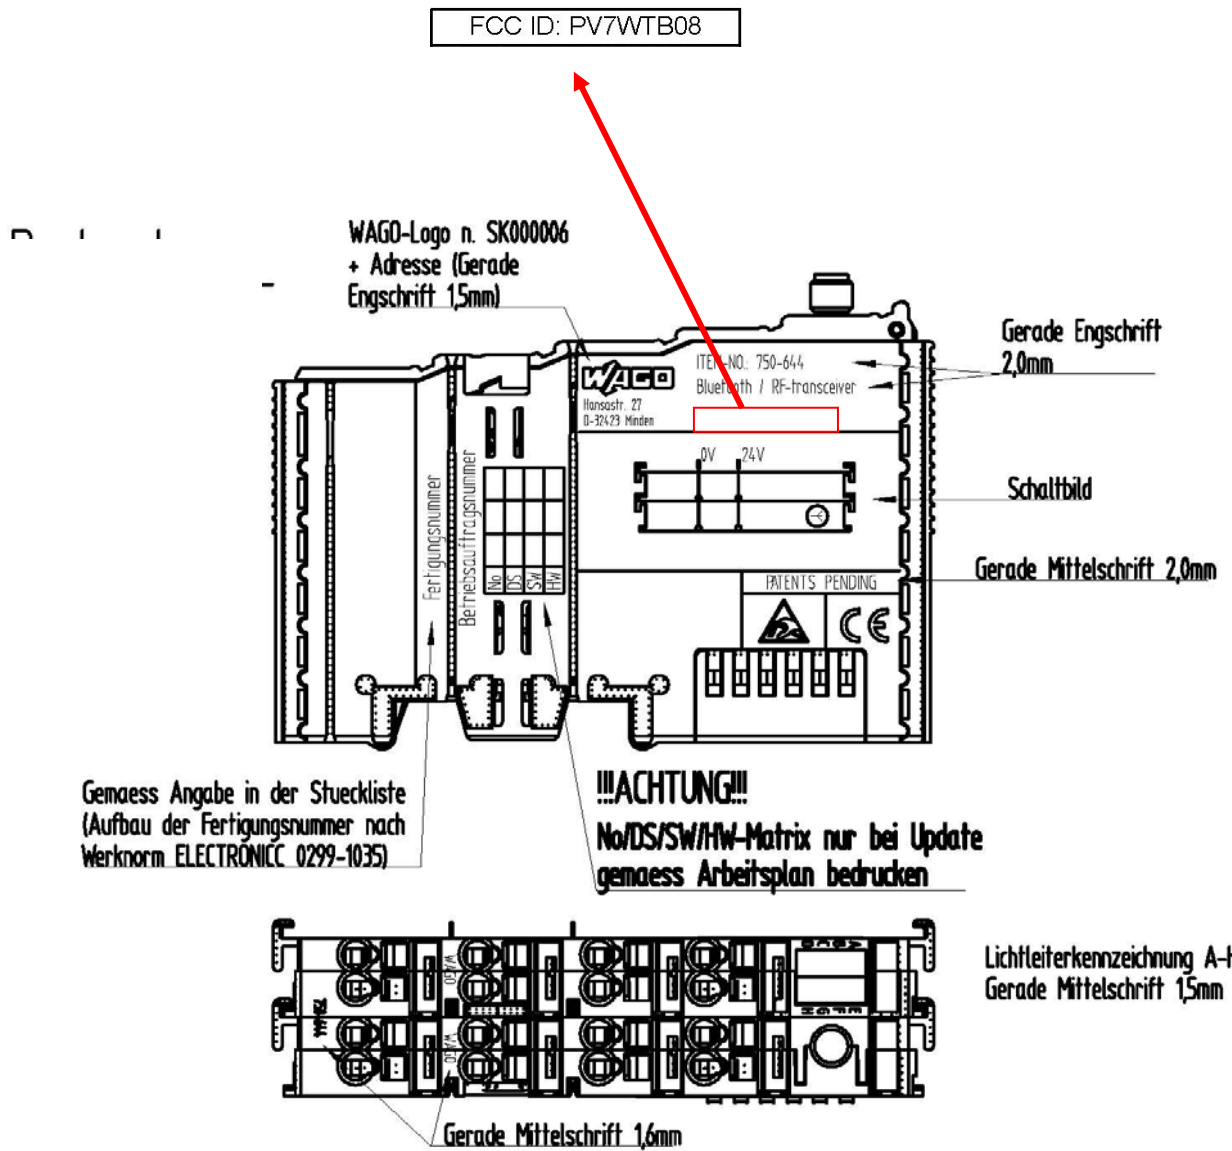 FCC ID: PV7WTB08
WAGO-Logo n. SK000006
+ Adresse (Gerade
Engschrift 1,5mm)
Gerade Engschrift
2,0mm
WAGO
ITEM-NO.: 750-644
Bluetooth / RF-transceiver
Hansastr. 27
D-32423 Minden
0V 24V
Schaltbild
Fertigungsnummer
Betriebsauftragsnummer
No
DS
SW
HW
Gerade Mittelschrift 2,0mm
PATENTS PENDING
CE
Gemaess Angabe in der Stueckliste
(Aufbau der Fertigungsnummer nach
Werknorm ELECTRONICC 0299-1035)
!!!ACHTUNG!!!
No/DS/SW/HW-Matrix nur bei Update
gemaess Arbeitsplan bedrucken
WAGO
WAGO
750-644
A B C D
E F G H
Lichtleiterkennzeichnung A-H
Gerade Mittelschrift 1,5mm
Gerade Mittelschrift 1,6mm